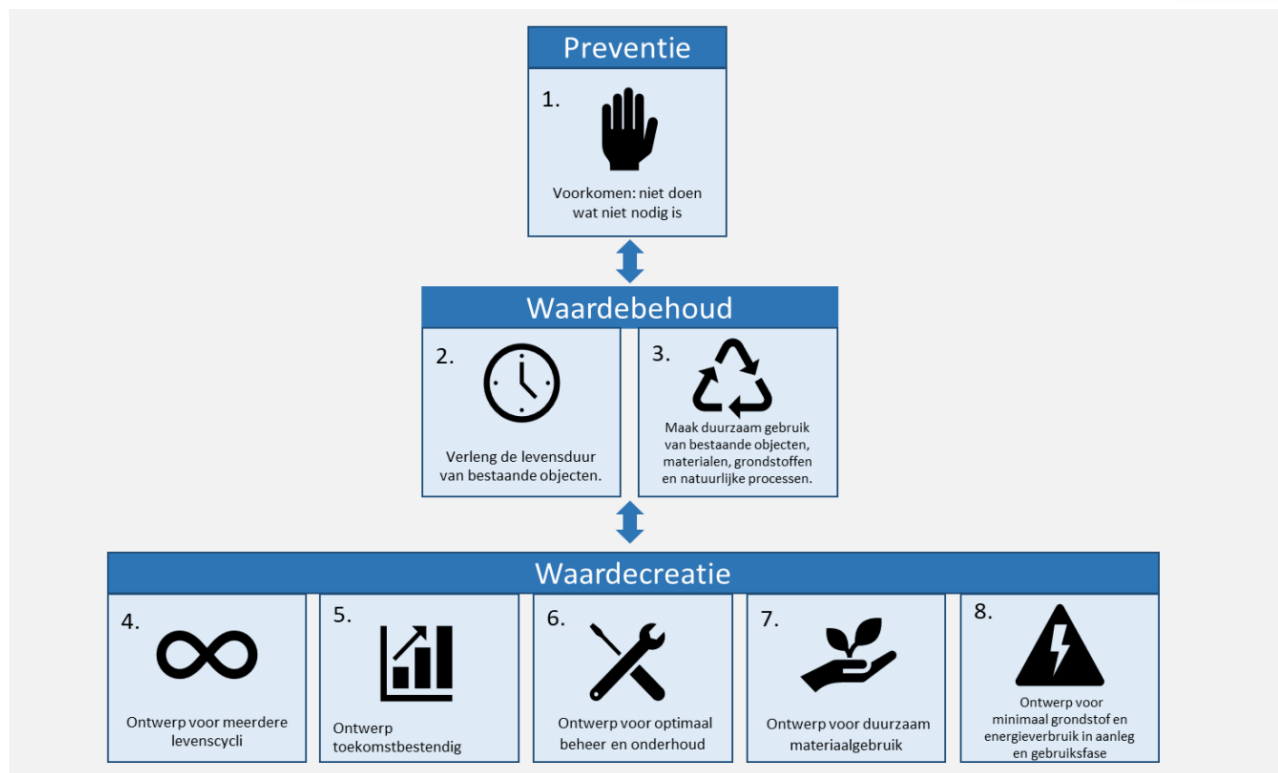 Preventie
1.
Voorkomen: niet doen
wat niet nodig is
Waardebehoud
2.
Verleng de levensduur
van bestaande objecten.
3.
Maak duurzaam gebruik
van bestaande objecten,
materialen, grondstoffen
en natuurlijke processen.
Waardecreatie
4.
Ontwerp voor meerdere
levenscycli
5.
Ontwerp
toekomstbestendig
6.
Ontwerp voor optimaal
beheer en onderhoud
7.
Ontwerp voor duurzaam
materiaalgebruik
8.
Ontwerp voor
minimaal grondstof en
energieverbruik in aanleg
en gebruiksfase